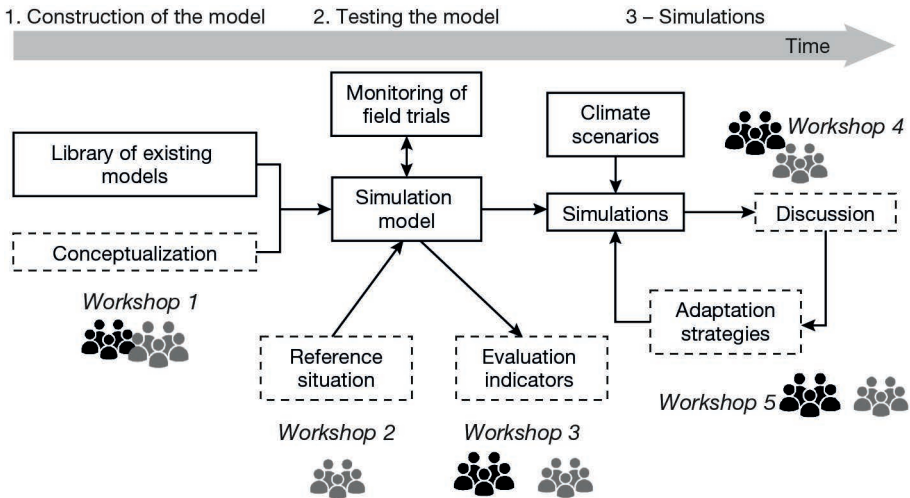 1. Construction of the model
2. Testing the model
3 – Simulations
Time
Monitoring of
field trials
Climate
scenarios
Workshop 4
Library of existing
models
Simulation
model
Simulations
Discussion
Conceptualization
Workshop 1
Adaptation
strategies
Reference
situation
Evaluation
indicators
Workshop 5
Workshop 2
Workshop 3